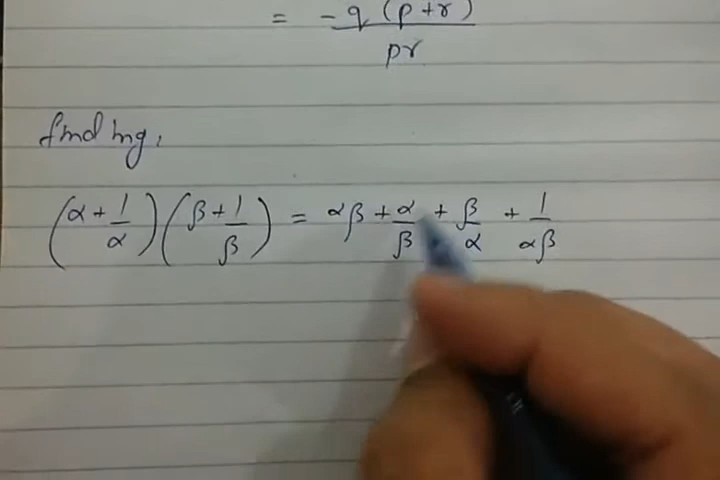 = -q (p+r) / pr
finding,
(α + 1/α) (β + 1/β) = αβ + α/β + β/α + 1/αβ